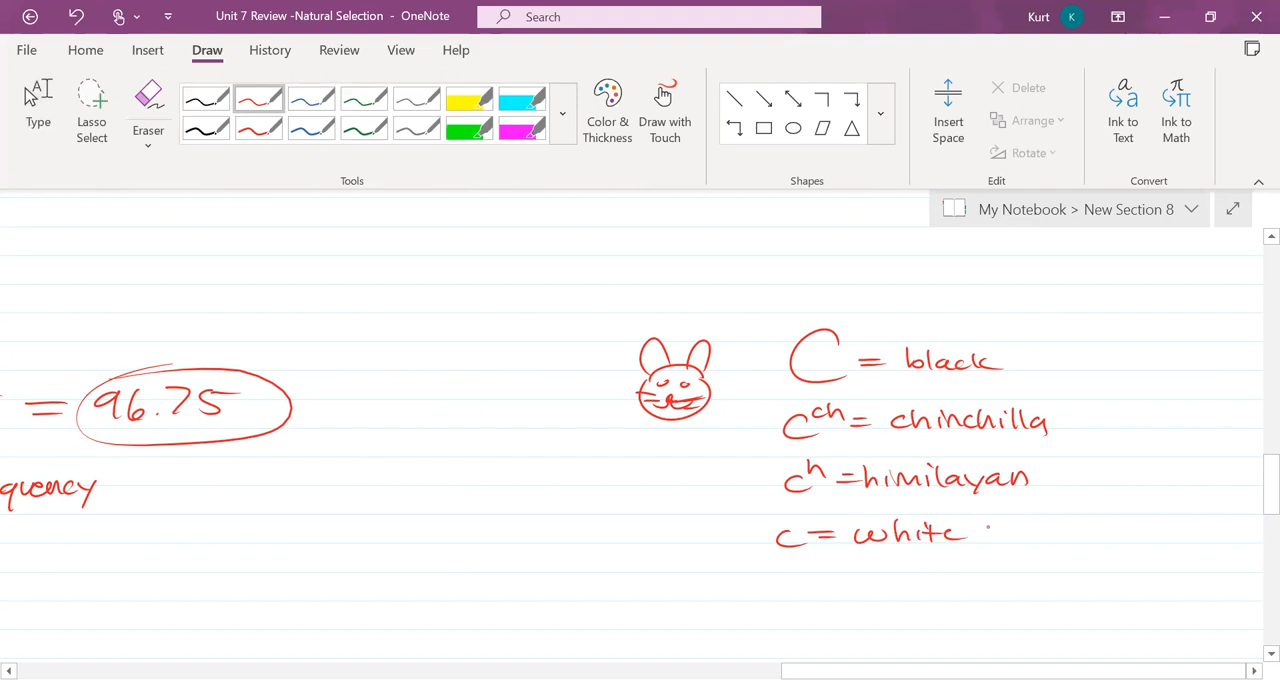 Unit 7 Review -Natural Selection - OneNote
Search
Kurt
K
File Home Insert Draw History Review View Help
Type
Lasso Select
Eraser
Color & Thickness
Draw with Touch
Insert Space
Delete
Arrange
Rotate
Ink to Text
Ink to Math
Tools
Shapes
Edit
Convert
My Notebook > New Section 8
= 96.75
quency
C = black
c^ch = chinchilla
c^h = himilayan
c = white